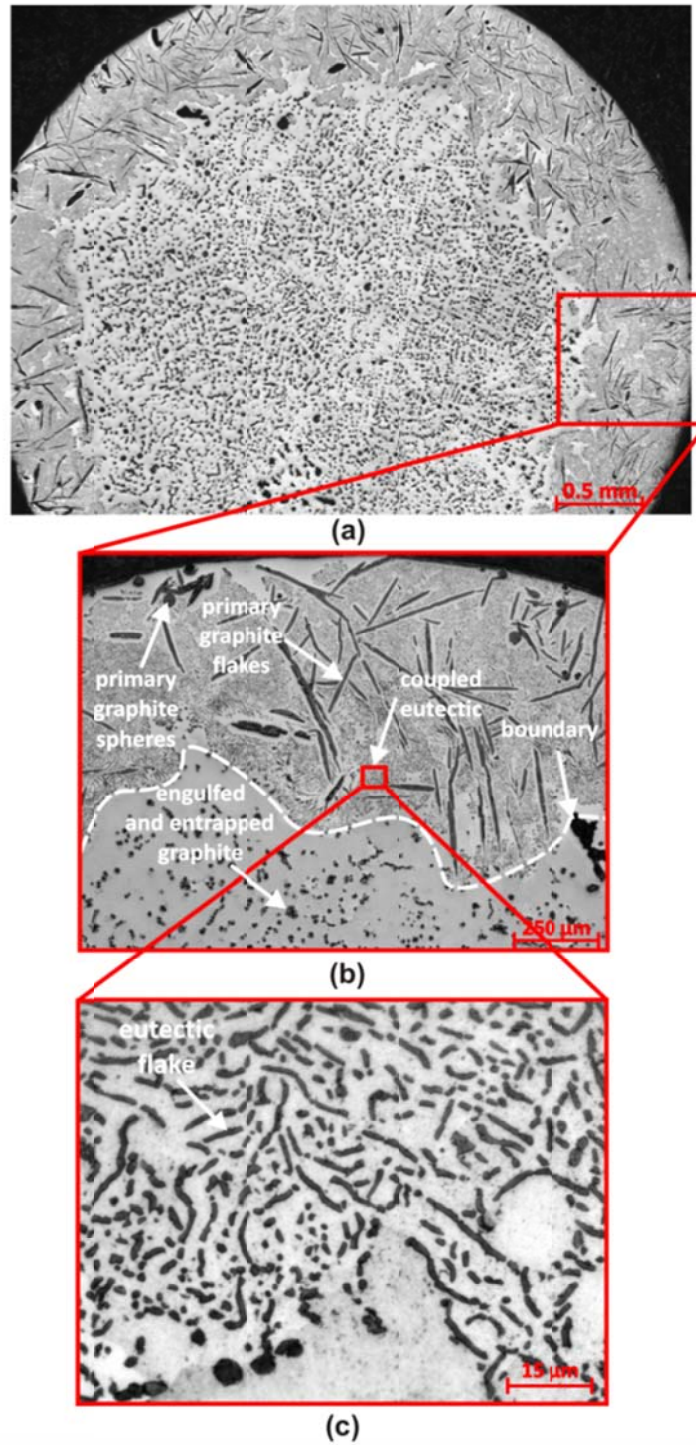 0.5 mm
(a)
primary
graphite
flakes
primary
graphite
spheres
coupled
eutectic
boundary
engulfed
and entrapped
graphite
250 µm
(b)
eutectic
flake
15 µm
(c)